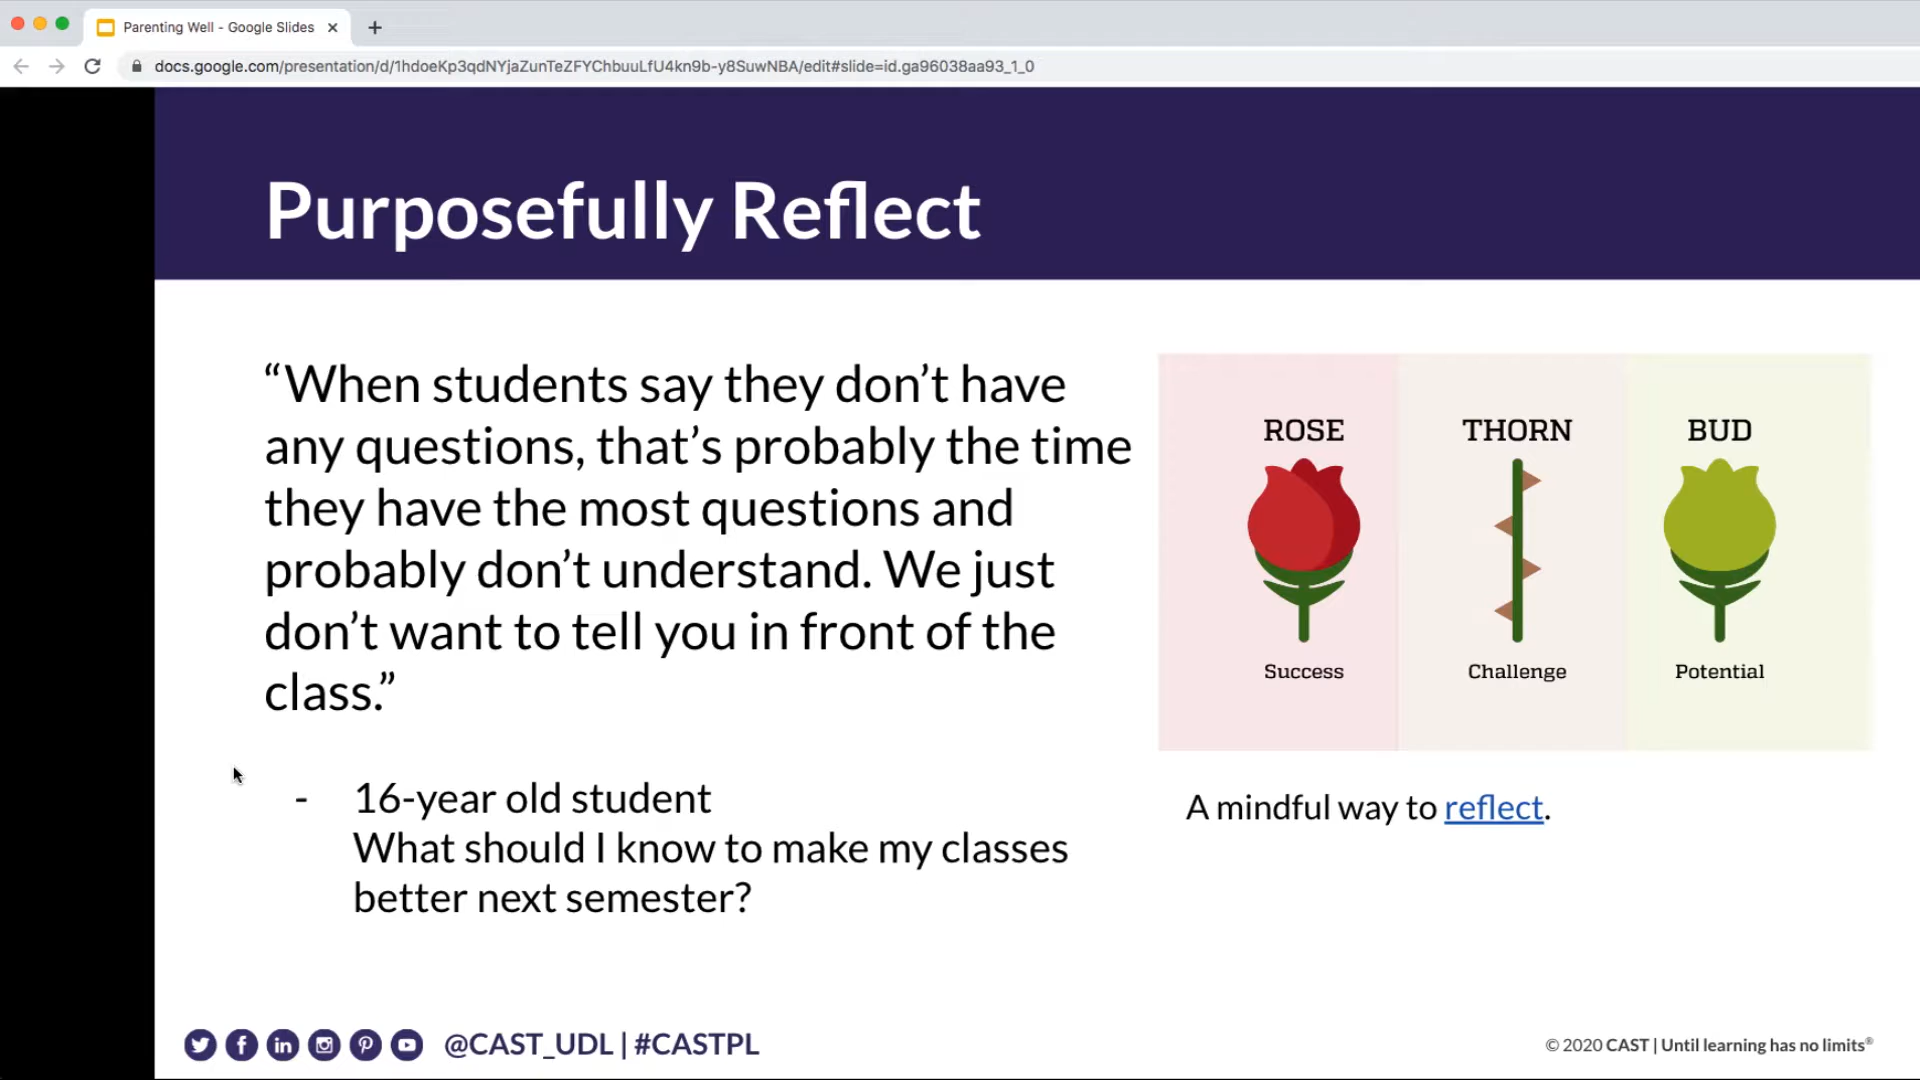 Parenting Well - Google Slides
docs.google.com/presentation/d/1hdoeKp3qdNYjaZunTeZFYChbuuLfU4kn9b-y8SuwNBA/edit#slide=id.ga96038aa93_1_0
Purposefully Reflect
“When students say they don’t have
any questions, that’s probably the time
they have the most questions and
probably don’t understand. We just
don’t want to tell you in front of the
class.”
- 16-year old student
What should I know to make my classes
better next semester?
ROSE
THORN
BUD
Success
Challenge
Potential
A mindful way to reflect.
@CAST_UDL | #CASTPL
© 2020 CAST | Until learning has no limits®